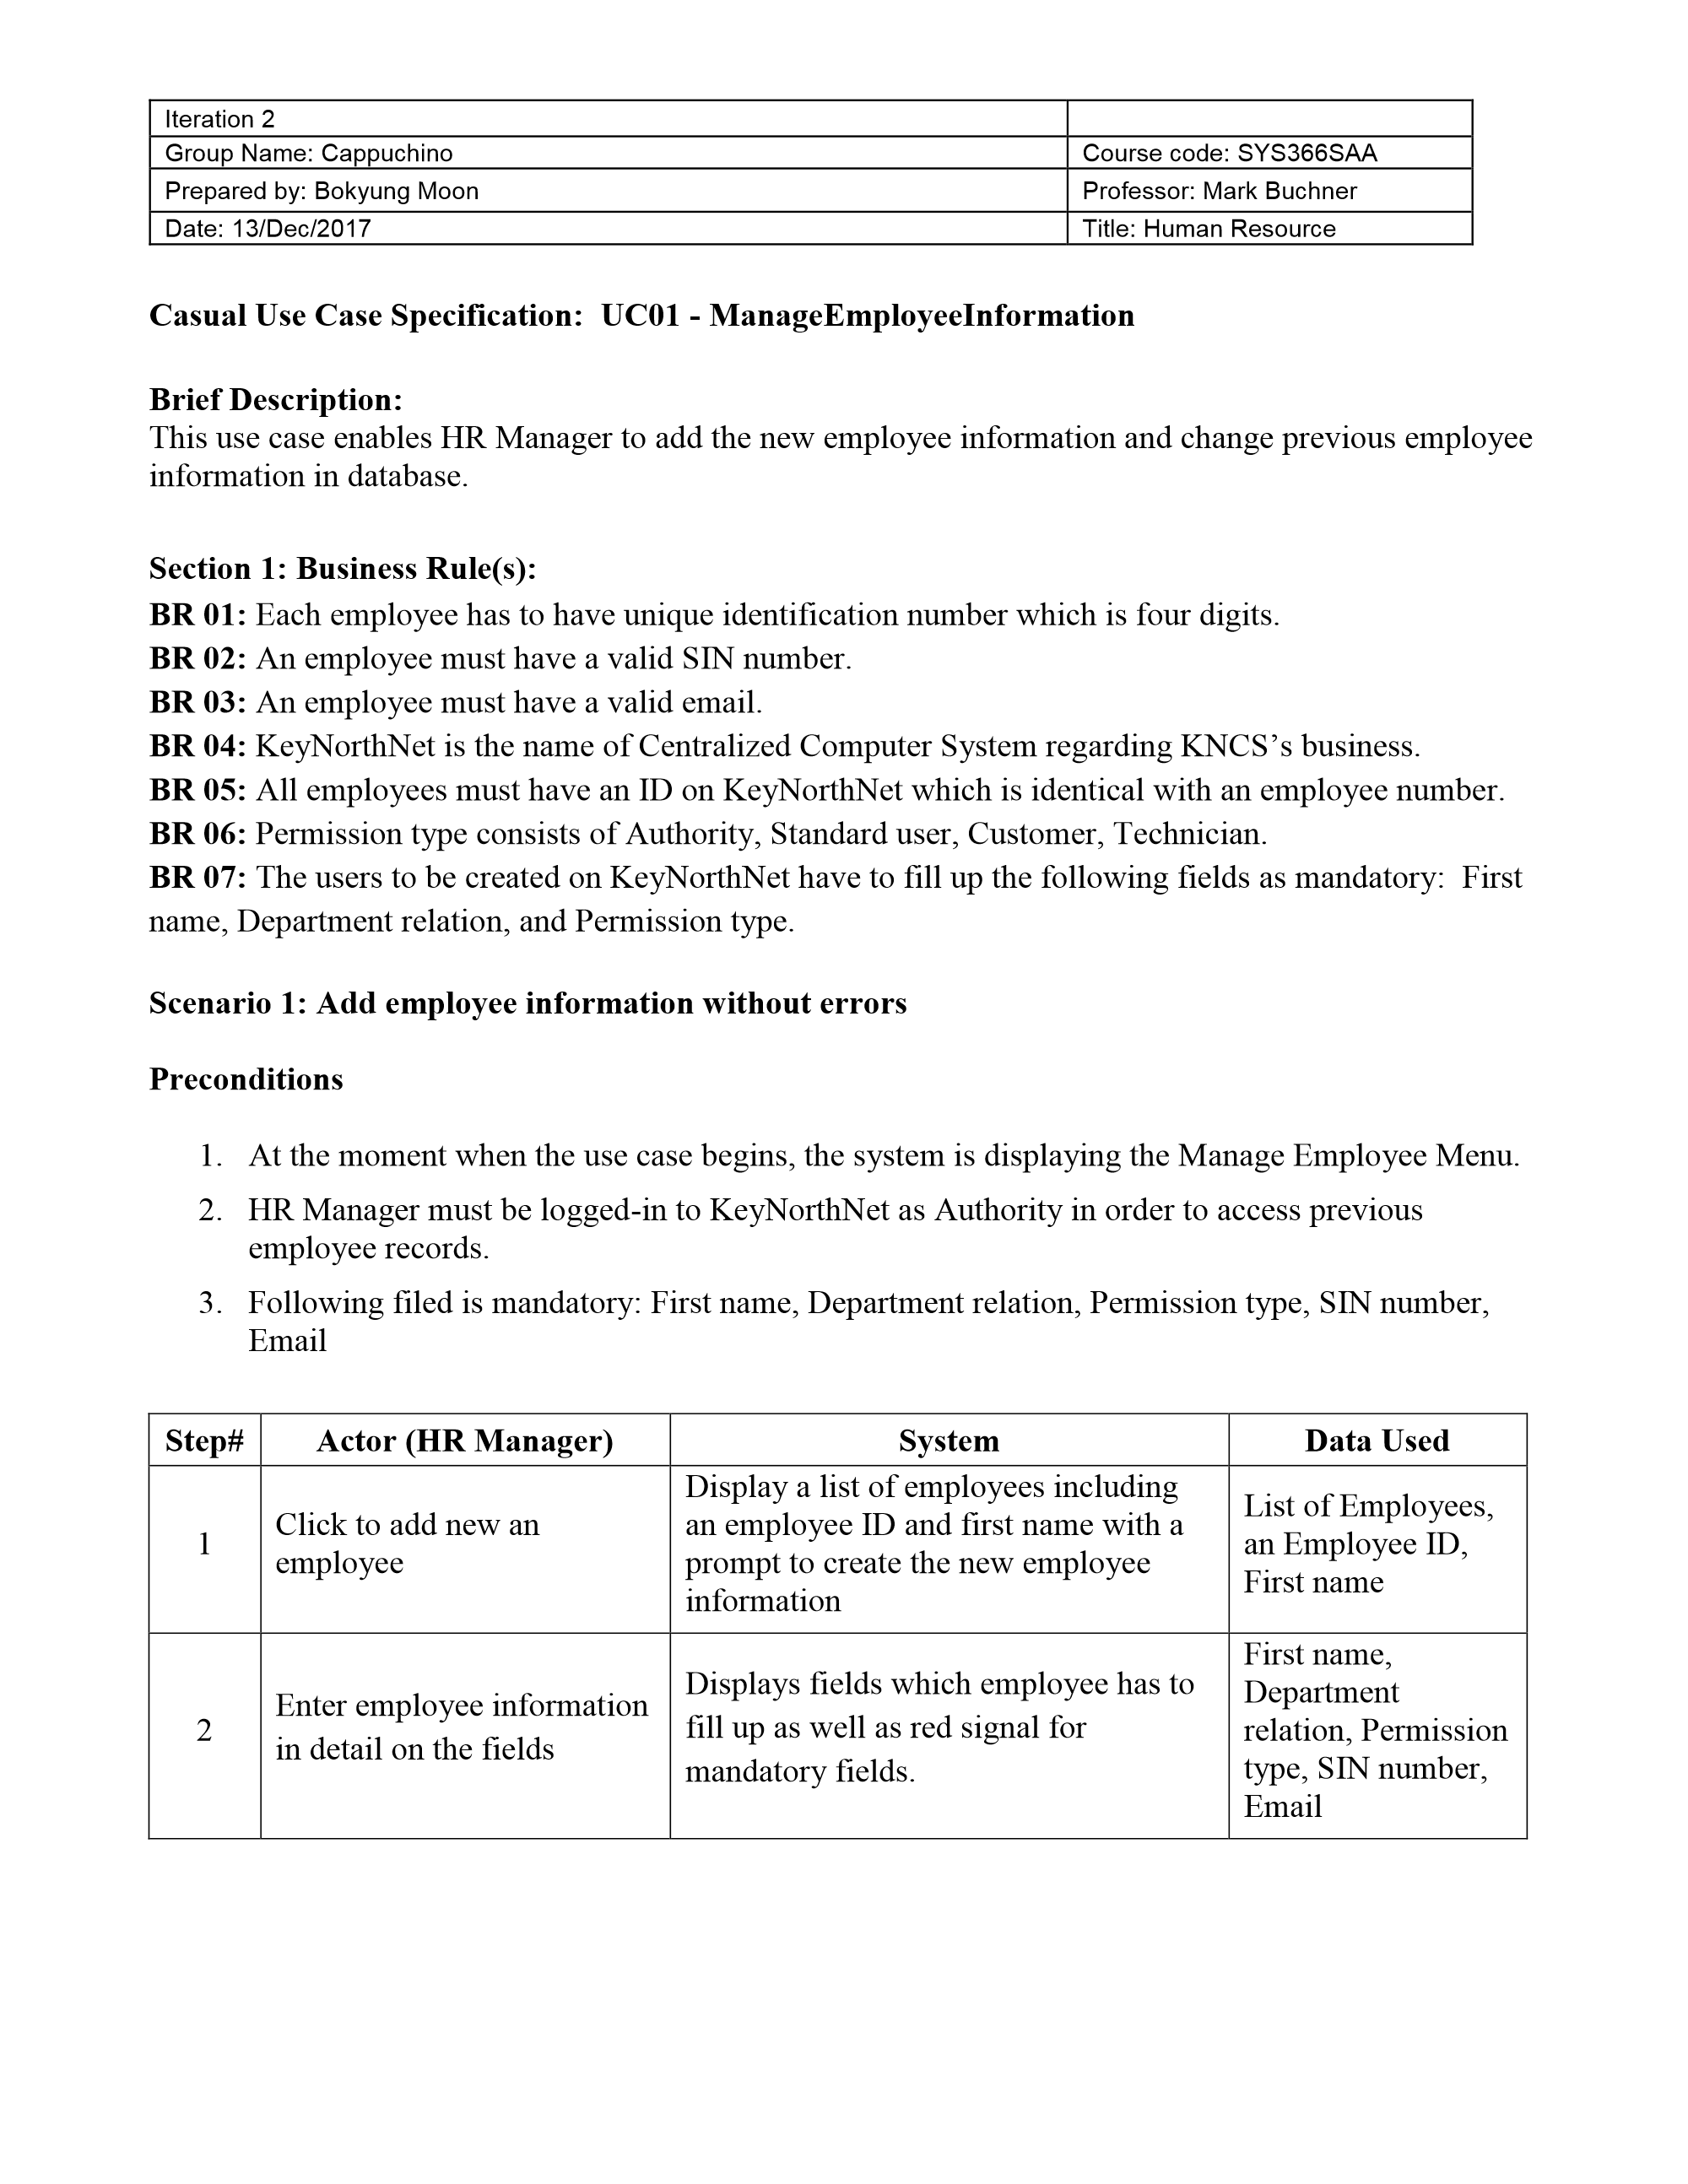 Iteration 2
Group Name: Cappuchino
Course code: SYS366SAA
Prepared by: Bokyung Moon
Professor: Mark Buchner
Date: 13/Dec/2017
Title: Human Resource
Casual Use Case Specification:  UC01 - ManageEmployeeInformation
Brief Description:
This use case enables HR Manager to add the new employee information and change previous employee
information in database.
Section 1: Business Rule(s):
BR 01: Each employee has to have unique identification number which is four digits.
BR 02: An employee must have a valid SIN number.
BR 03: An employee must have a valid email.
BR 04: KeyNorthNet is the name of Centralized Computer System regarding KNCS’s business.
BR 05: All employees must have an ID on KeyNorthNet which is identical with an employee number.
BR 06: Permission type consists of Authority, Standard user, Customer, Technician.
BR 07: The users to be created on KeyNorthNet have to fill up the following fields as mandatory:  First
name, Department relation, and Permission type.
Scenario 1: Add employee information without errors
Preconditions
1. At the moment when the use case begins, the system is displaying the Manage Employee Menu.
2. HR Manager must be logged-in to KeyNorthNet as Authority in order to access previous
employee records.
3. Following filed is mandatory: First name, Department relation, Permission type, SIN number,
Email
Step#
Actor (HR Manager)
System
Data Used
1
Click to add new an
employee
Display a list of employees including
an employee ID and first name with a
prompt to create the new employee
information
List of Employees,
an Employee ID,
First name
2
Enter employee information
in detail on the fields
Displays fields which employee has to
fill up as well as red signal for
mandatory fields.
First name,
Department
relation, Permission
type, SIN number,
Email